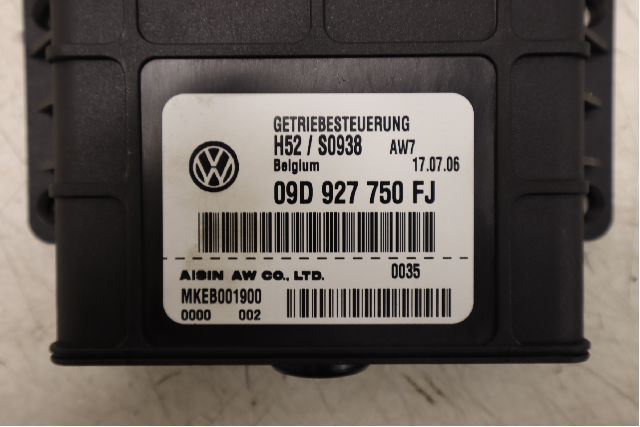 GETRIEBESTEUERUNG
H52 / S0938 AW7
Belgium 17.07.06
09D 927 750 FJ
AISIN AW CO., LTD. 0035
MKEB001900
0000 002